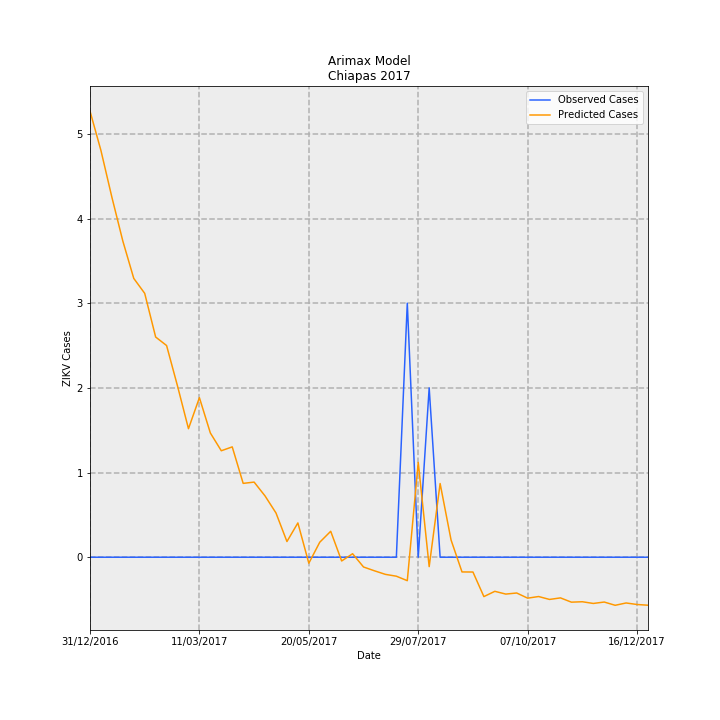 Arimax Model
Chiapas 2017
Observed Cases
Predicted Cases
ZIKV Cases
5
4
3
2
1
0
31/12/2016
11/03/2017
20/05/2017
29/07/2017
07/10/2017
16/12/2017
Date